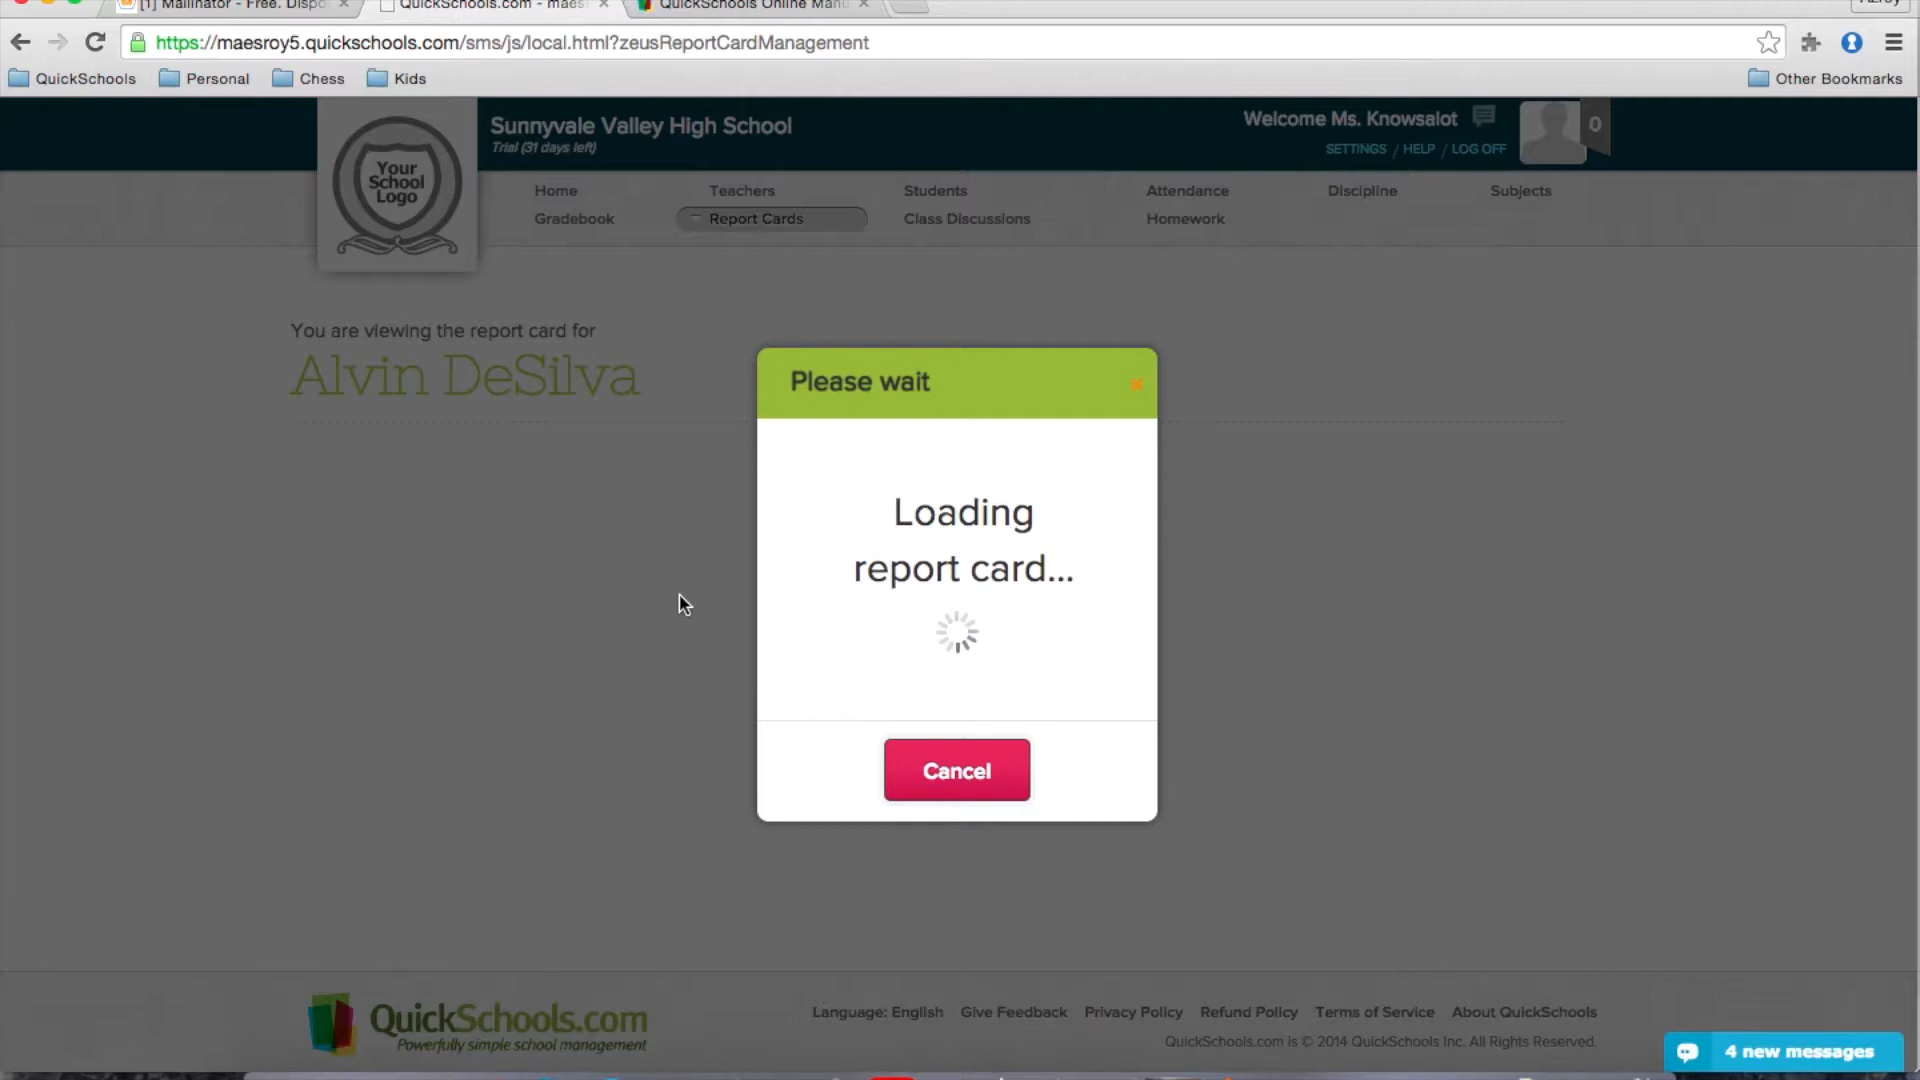 [1] Mailinator - Free. Dispo
QuickSchools.com - maes
QuickSchools Online Manu
https://maesroy5.quickschools.com/sms/js/local.html?zeusReportCardManagement
QuickSchools Personal Chess Kids Other Bookmarks
Your School Logo
Sunnyvale Valley High School
Trial (31 days left)
Welcome Ms. Knowsalot
0
SETTINGS / HELP / LOG OFF
Home Teachers Students Attendance Discipline Subjects
Gradebook Report Cards Class Discussions Homework
You are viewing the report card for
Alvin DeSilva
Please wait
Loading
report card...
Cancel
QuickSchools.com
Powerfully simple school management
Language: English Give Feedback Privacy Policy Refund Policy Terms of Service About QuickSchools
QuickSchools.com is © 2014 QuickSchools Inc. All Rights Reserved.
4 new messages